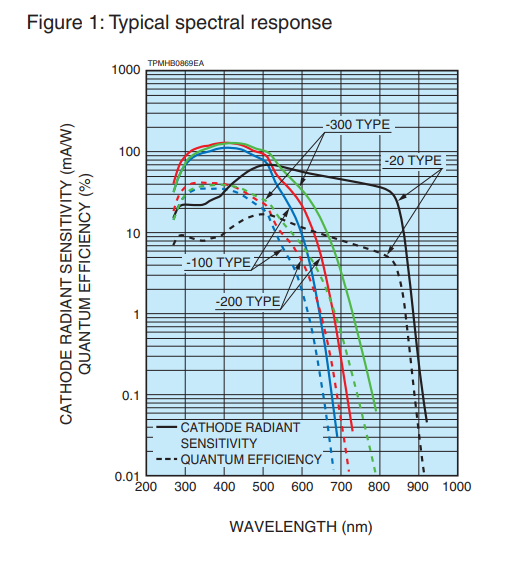 Figure 1: Typical spectral response
TPMHB0869EA
CATHODE RADIANT SENSITIVITY (mA/W)
QUANTUM EFFICIENCY (%)
1000
100
10
1
0.1
0.01
-300 TYPE
-20 TYPE
-100 TYPE
-200 TYPE
CATHODE RADIANT
SENSITIVITY
QUANTUM EFFICIENCY
200 300 400 500 600 700 800 900 1000
WAVELENGTH (nm)